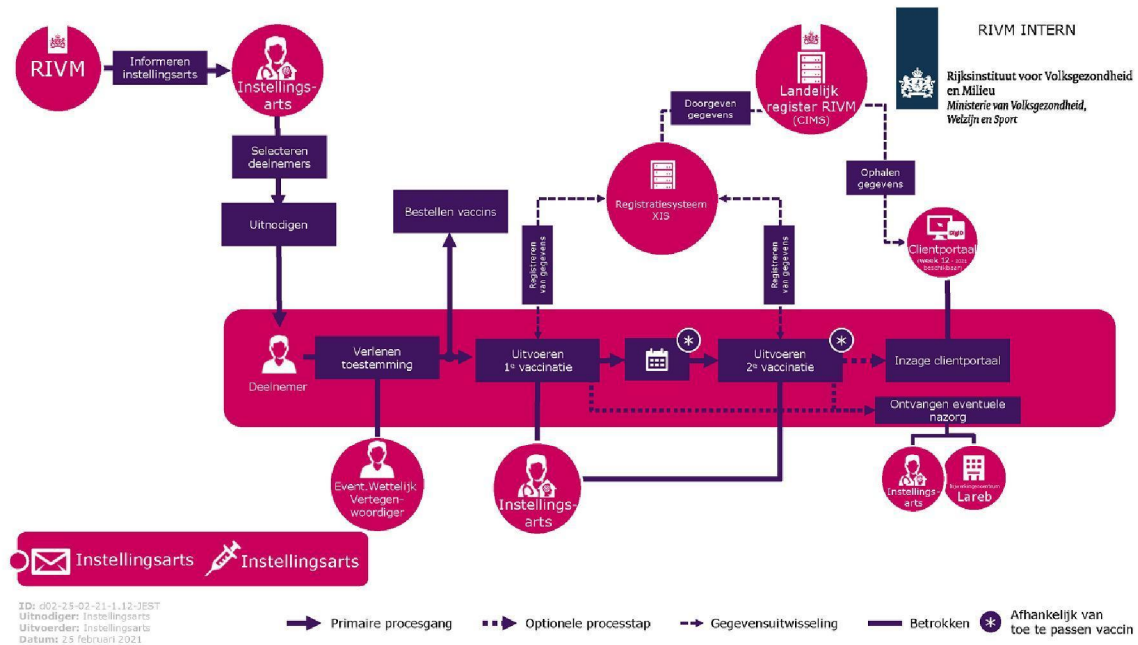 RIVM INTERN
Rijksinstituut voor Volksgezondheid
en Milieu
Ministerie van Volksgezondheid,
Welzijn en Sport
RIVM
Informeren
instellingsarts
Instellings-
arts
Selecteren
deelnemers
Uitnodigen
Bestellen vaccins
Doorgeven
gegevens
Landelijk
register RIVM
(CIMS)
Registratiesysteem
XIS
Ophalen
gegevens
Registreren
van gegevens
Registreren
van gegevens
Clientportaal
(week 12 - 2021
beschikbaar)
Deelnemer
Verlenen
toestemming
Uitvoeren
1e vaccinatie
*
Uitvoeren
2e vaccinatie
*
Inzage clientportaal
Ontvangen eventuele
nazorg
Event.Wettelijk
Vertegen-
woordiger
Instellings-
arts
Instellings-
arts
Lareb
Instellingsarts
Instellingsarts
ID: d02-25-02-21-1.12-JEST
Uitnodiger: Instellingsarts
Uitvoerder: Instellingsarts
Datum: 25 februari 2021
Primaire procesgang
Optionele processtap
Gegevensuitwisseling
Betrokken
* Afhankelijk van
toe te passen vaccin